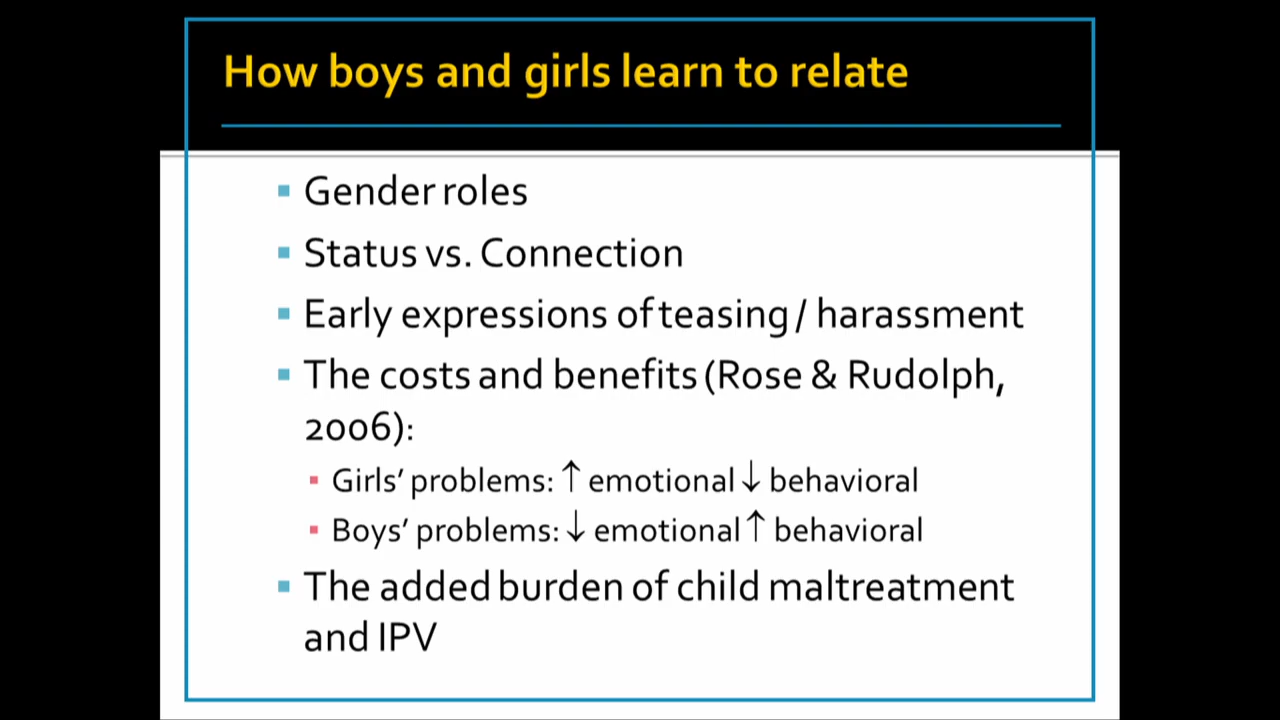 How boys and girls learn to relate
Gender roles
Status vs. Connection
Early expressions of teasing / harassment
The costs and benefits (Rose & Rudolph,
2006):
Girls’ problems: ↑ emotional ↓ behavioral
Boys’ problems: ↓ emotional ↑ behavioral
The added burden of child maltreatment
and IPV